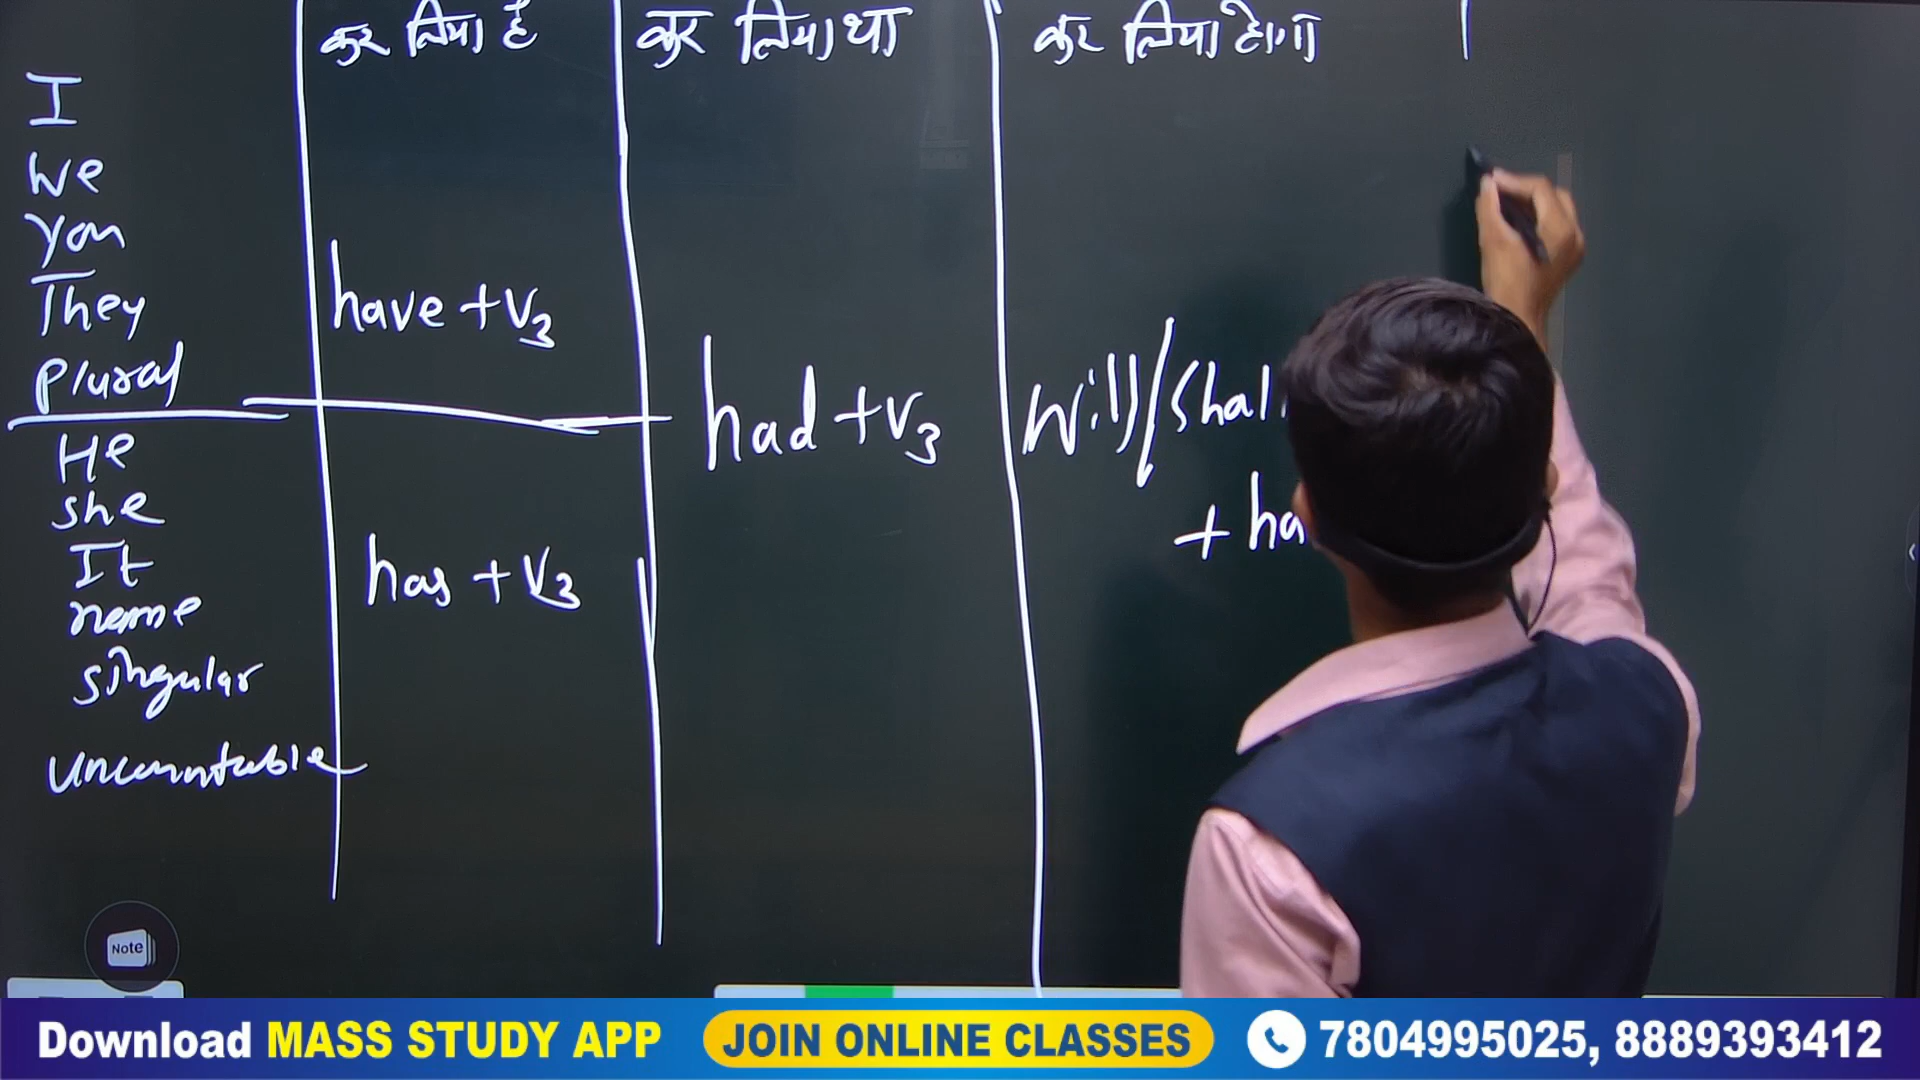 कर लिया है
कर लिया था
कर लिया होगा
I
We
You
They
Plural
have + V3
had + V3
Will/Shall
+ ha
He
She
It
name
Singular
Uncountable
has + V3
Note
Download MASS STUDY APP JOIN ONLINE CLASSES 7804995025, 8889393412